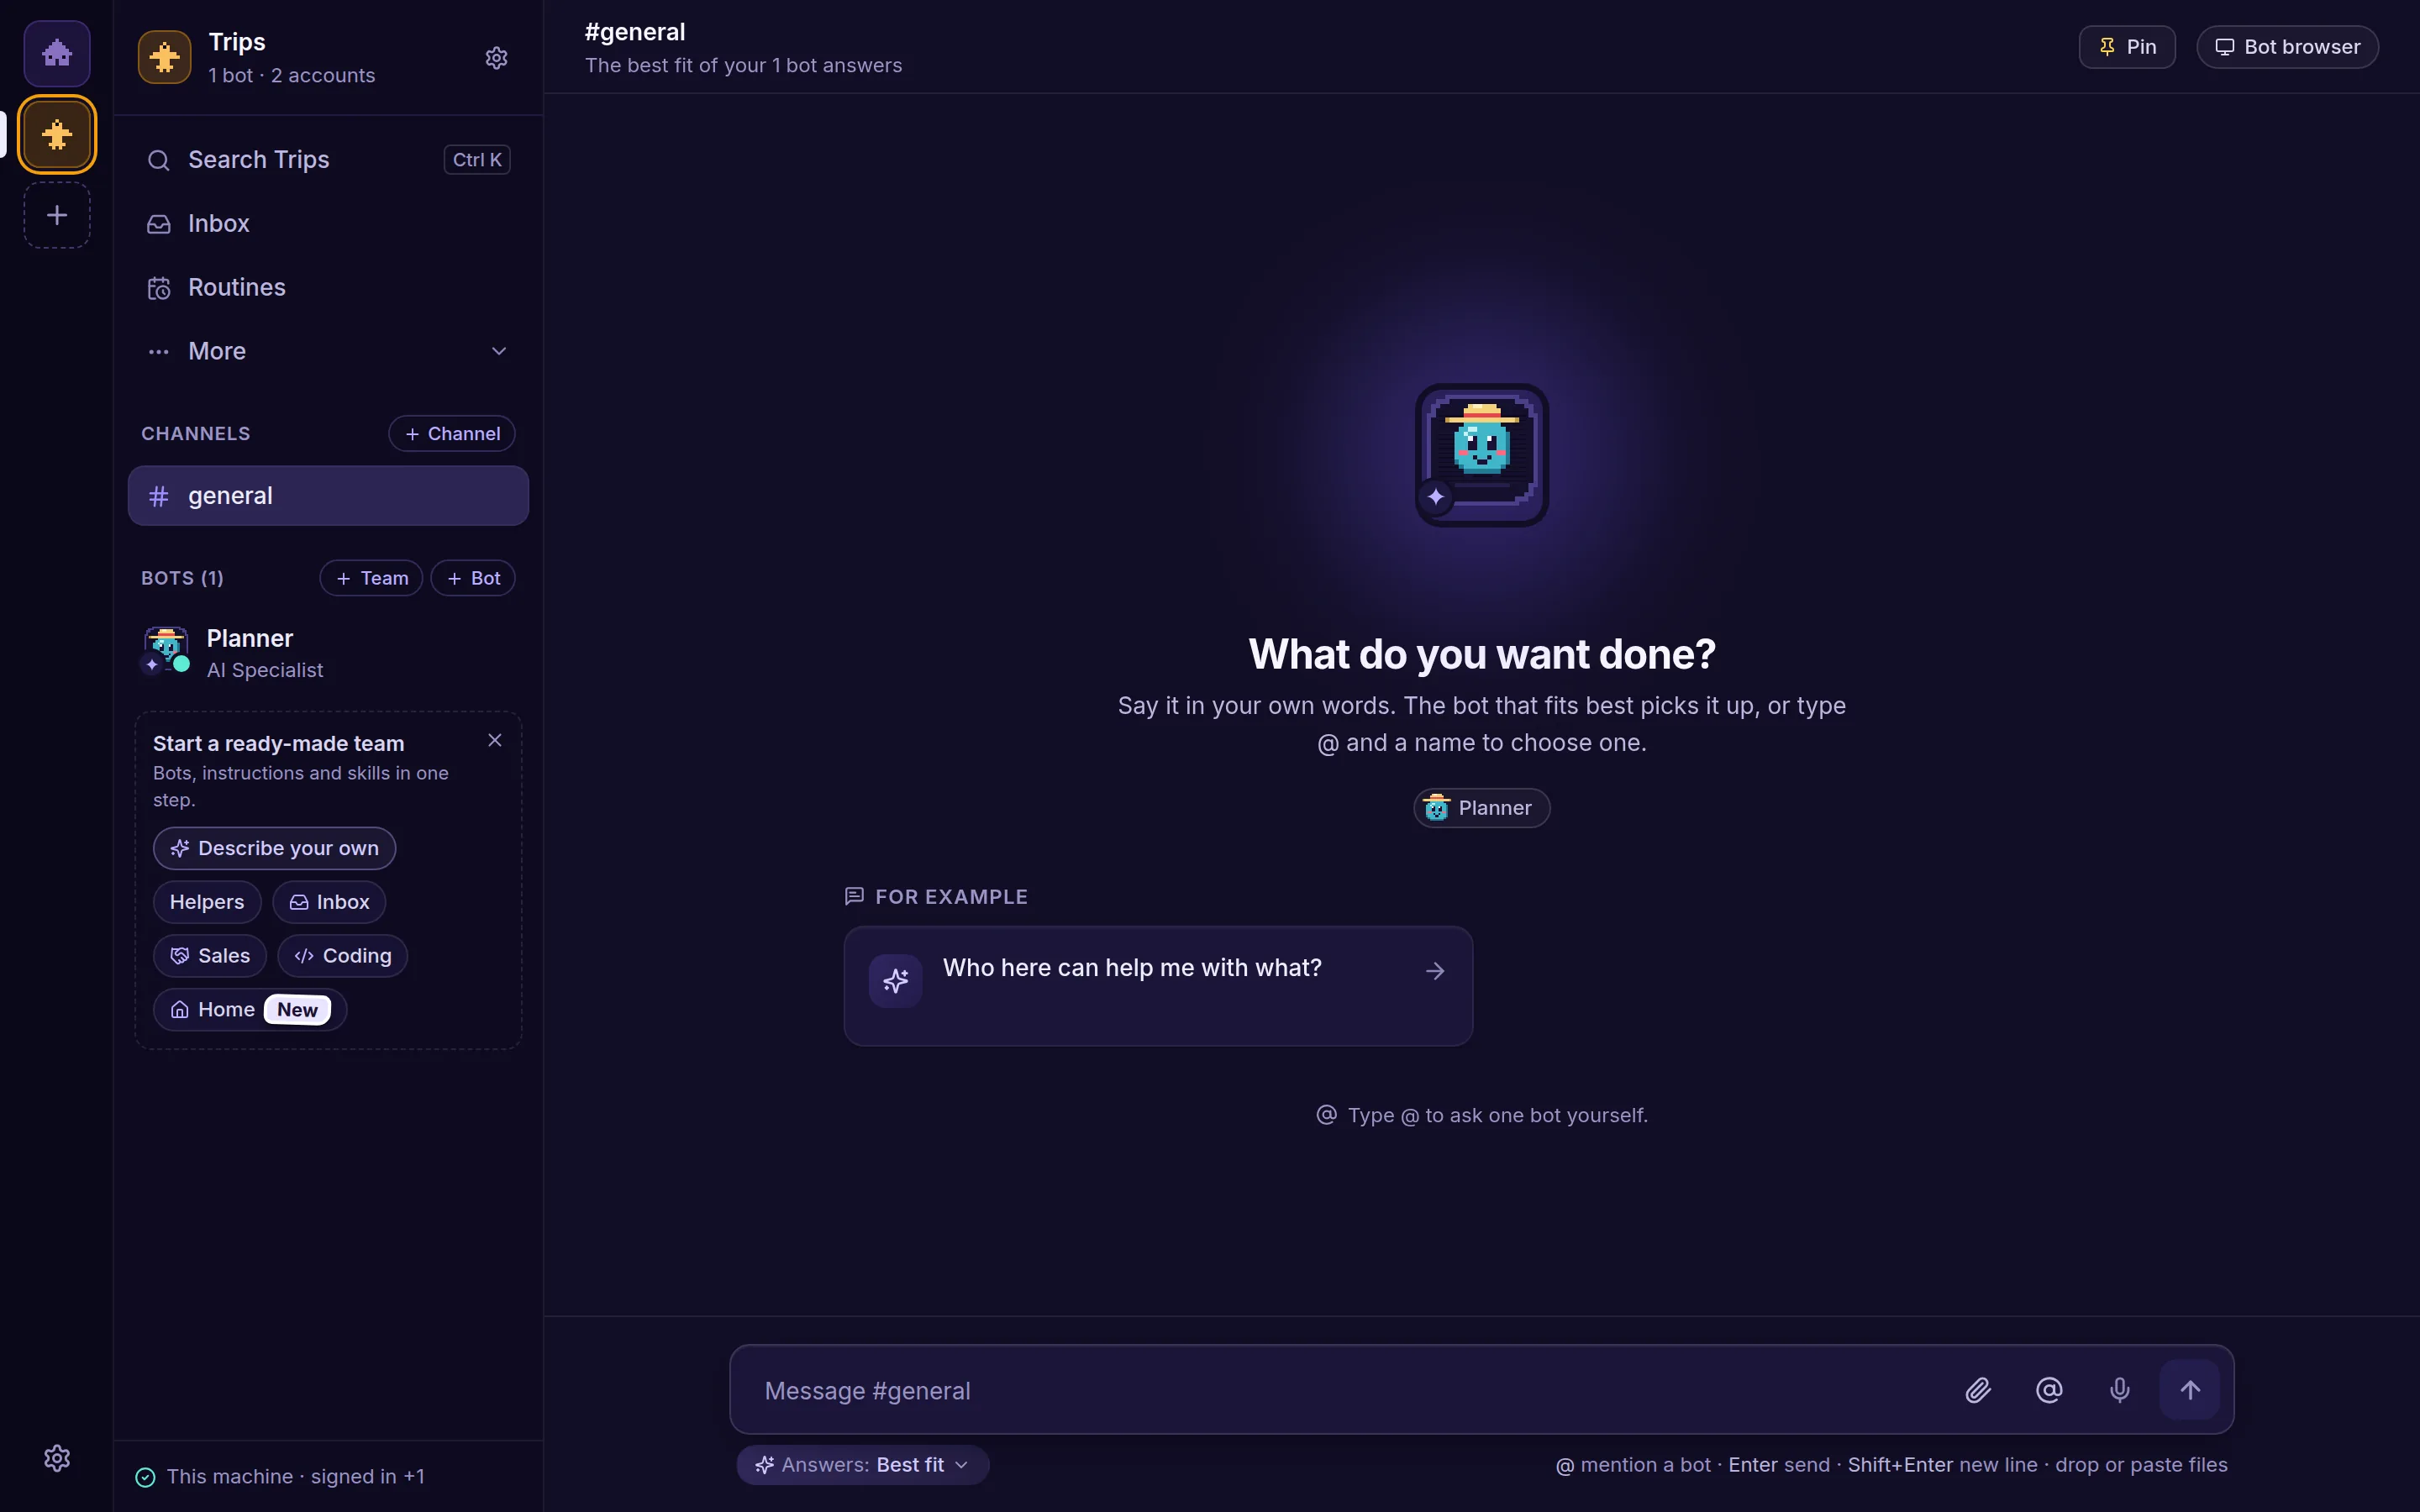 Trips
1 bot · 2 accounts
Search Trips
Ctrl K
Inbox
Routines
More
CHANNELS
+ Channel
# general
BOTS (1)
+ Team
+ Bot
Planner
AI Specialist
Start a ready-made team
Bots, instructions and skills in one
step.
Describe your own
Helpers
Inbox
Sales
Coding
Home
New
This machine · signed in +1
#general
The best fit of your 1 bot answers
Pin
Bot browser
What do you want done?
Say it in your own words. The bot that fits best picks it up, or type
@ and a name to choose one.
Planner
FOR EXAMPLE
Who here can help me with what?
@ Type @ to ask one bot yourself.
Message #general
Answers: Best fit
@ mention a bot · Enter send · Shift+Enter new line · drop or paste files